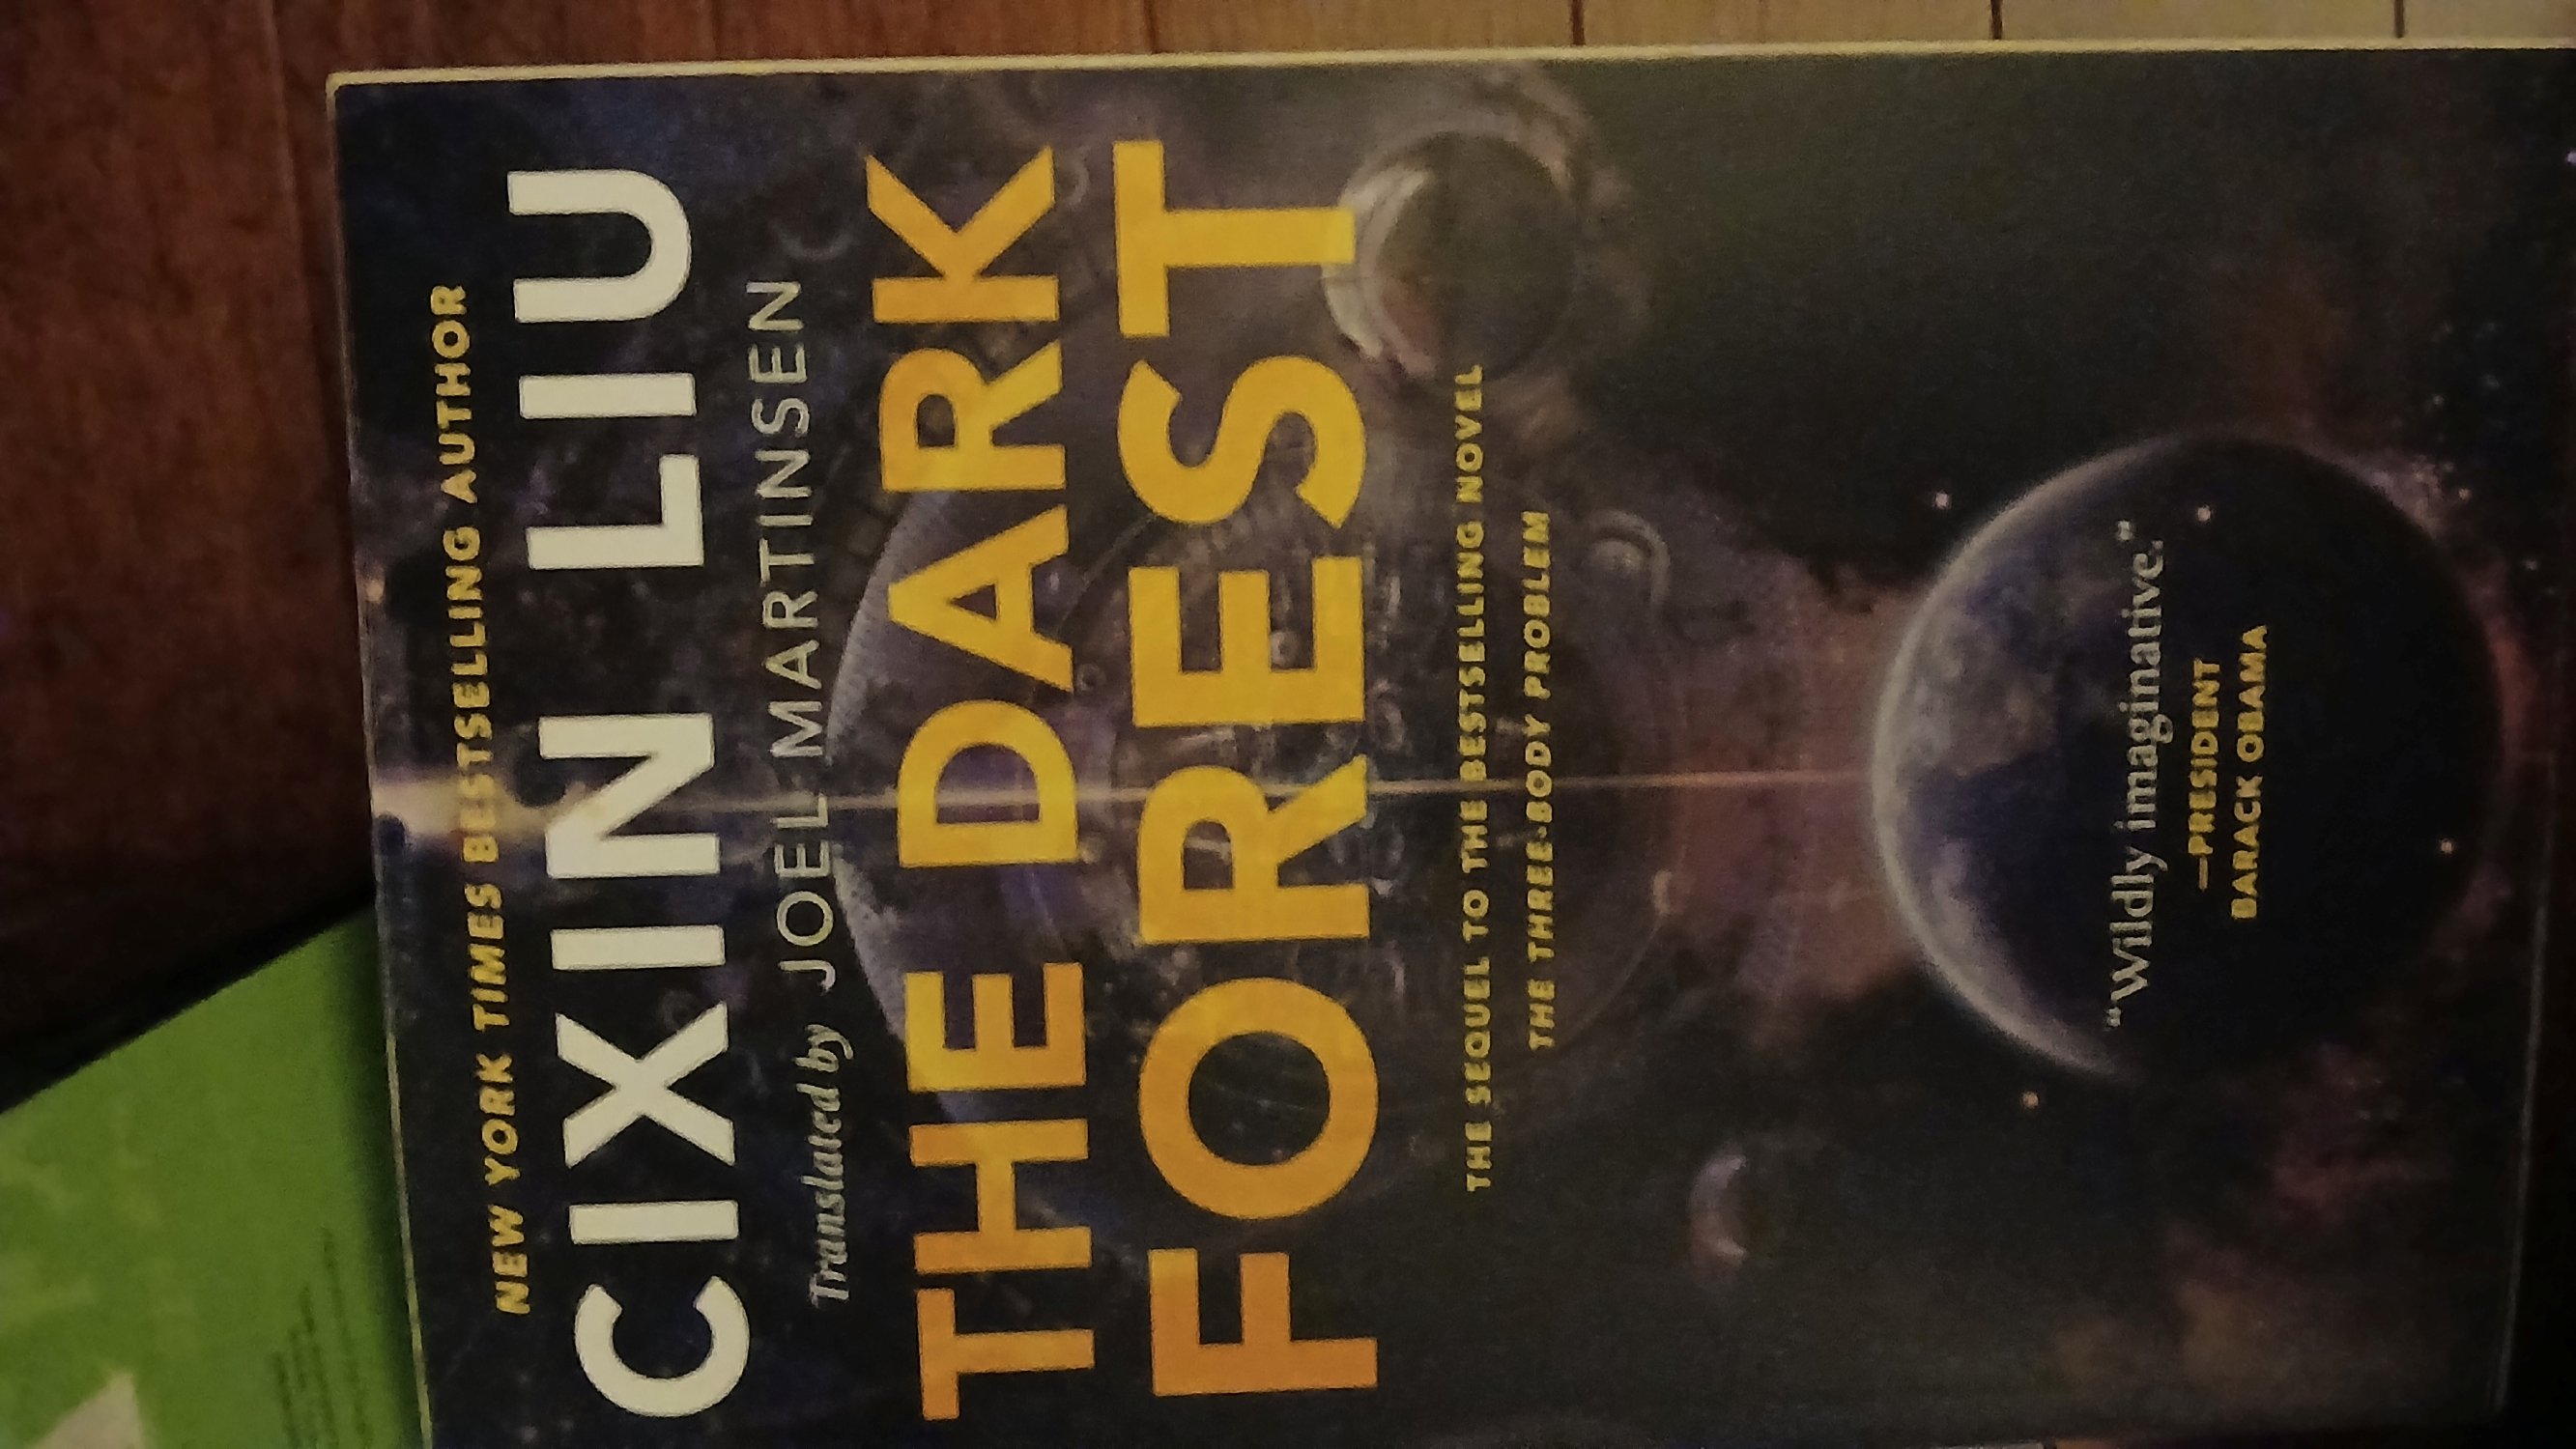 NEW YORK TIMES BESTSELLING AUTHOR
CIXIN LIU
Translated by JOEL MARTINSEN
THE DARK
FOREST
THE SEQUEL TO THE BESTSELLING NOVEL
THE THREE-BODY PROBLEM
“Wildly imaginative.”
—PRESIDENT
BARACK OBAMA